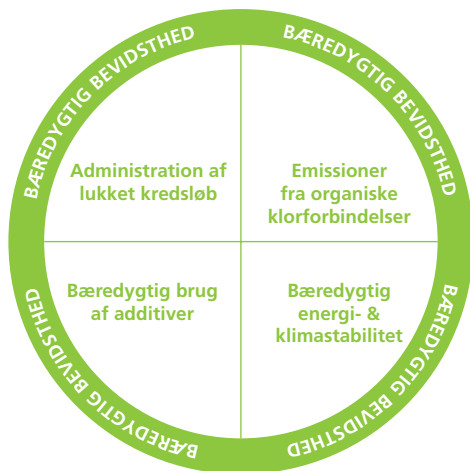 BÆREDYGTIG BEVIDSTHED
BÆREDYGTIG BEVIDSTHED
Administration af
lukket kredsløb
Emissioner
fra organiske
klorforbindelser
Bæredygtig brug
af additiver
Bæredygtig
energi- &
klimastabilitet
BÆREDYGTIG BEVIDSTHED
BÆREDYGTIG BEVIDSTHED